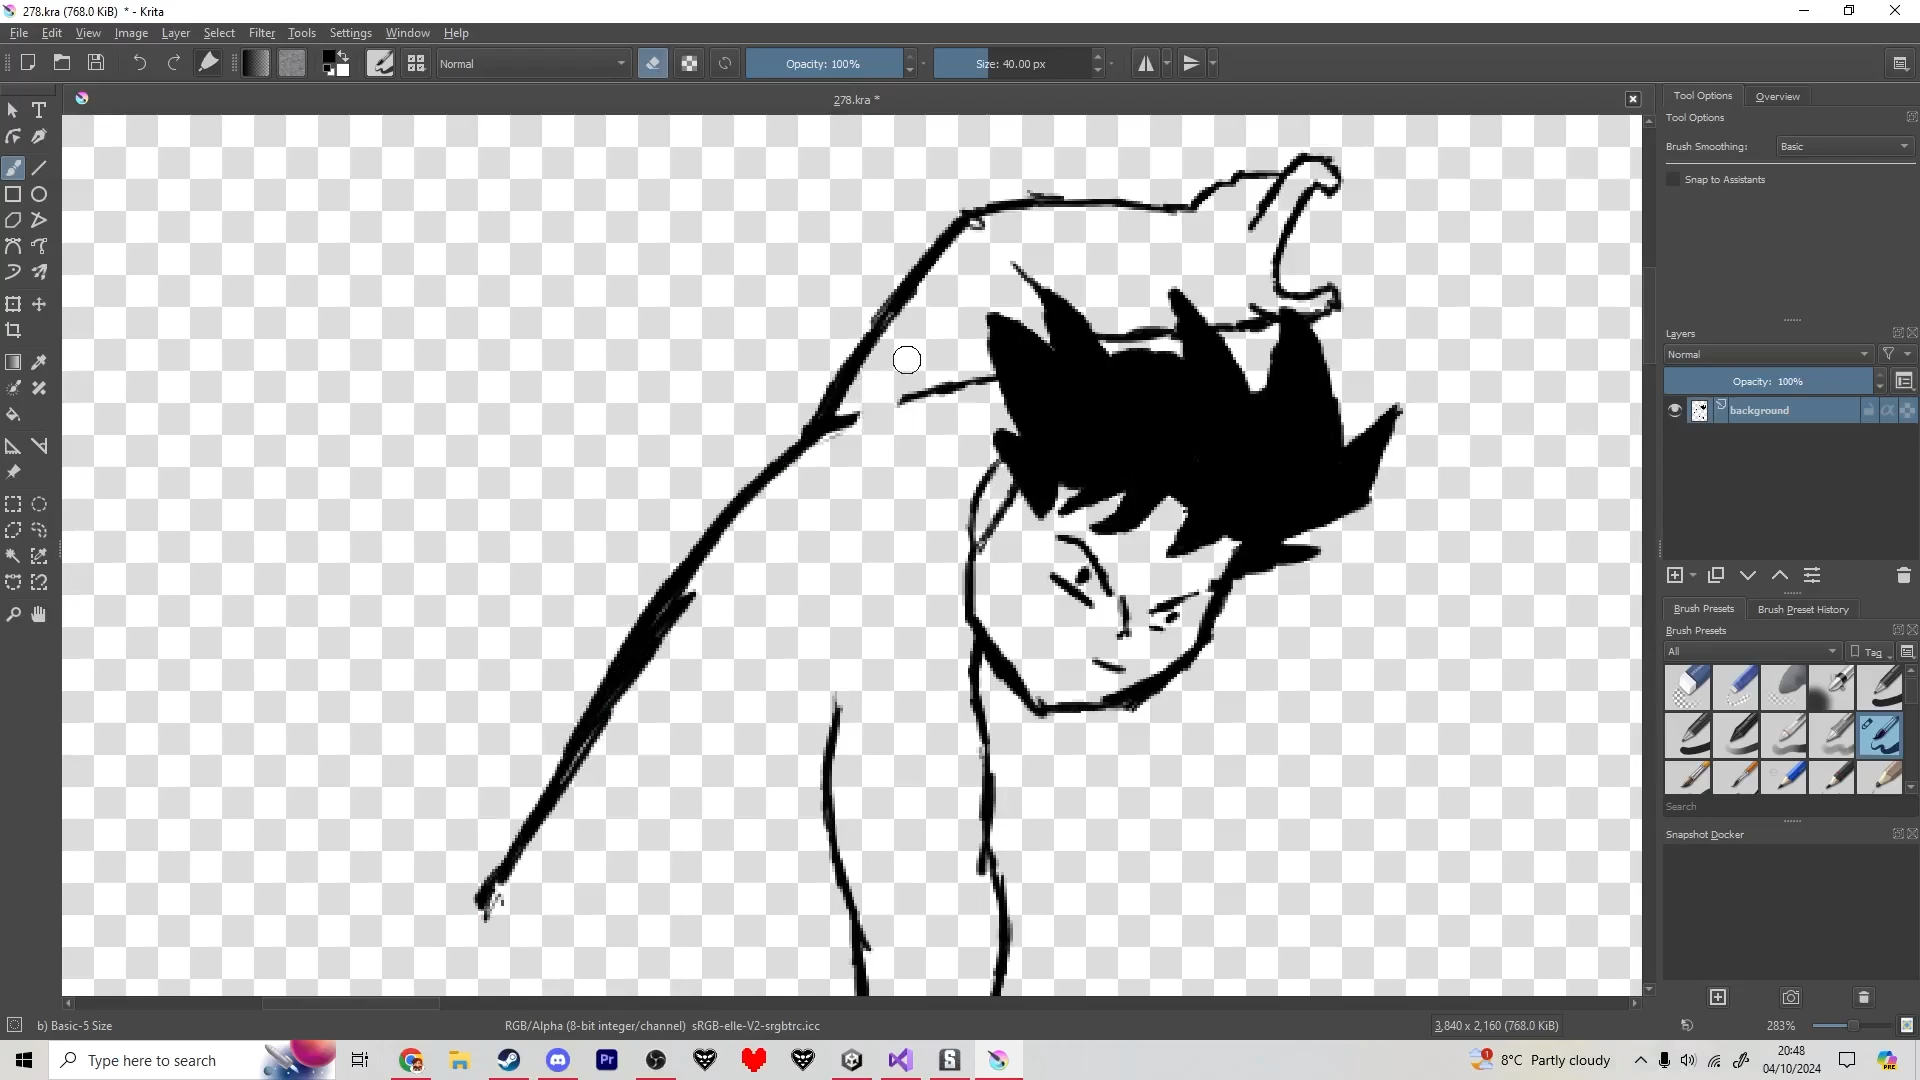 278.kra (768.0 KiB) * - Krita
File Edit View Image Layer Select Filter Tools Settings Window Help
Normal
Opacity: 100%
Size: 40.00 px
278.kra *
Tool Options Overview
Tool Options
Brush Smoothing: Basic
Snap to Assistants
Layers
Normal
Opacity: 100%
background
Brush Presets Brush Preset History
Brush Presets
All Tag
Search
Snapshot Docker
b) Basic-5 Size
RGB/Alpha (8-bit integer/channel) sRGB-elle-V2-srgbtrc.icc
3,840 x 2,160 (768.0 KiB)
283%
Type here to search
Pr
S
1
8°C Partly cloudy
20:48
04/10/2024
PRE